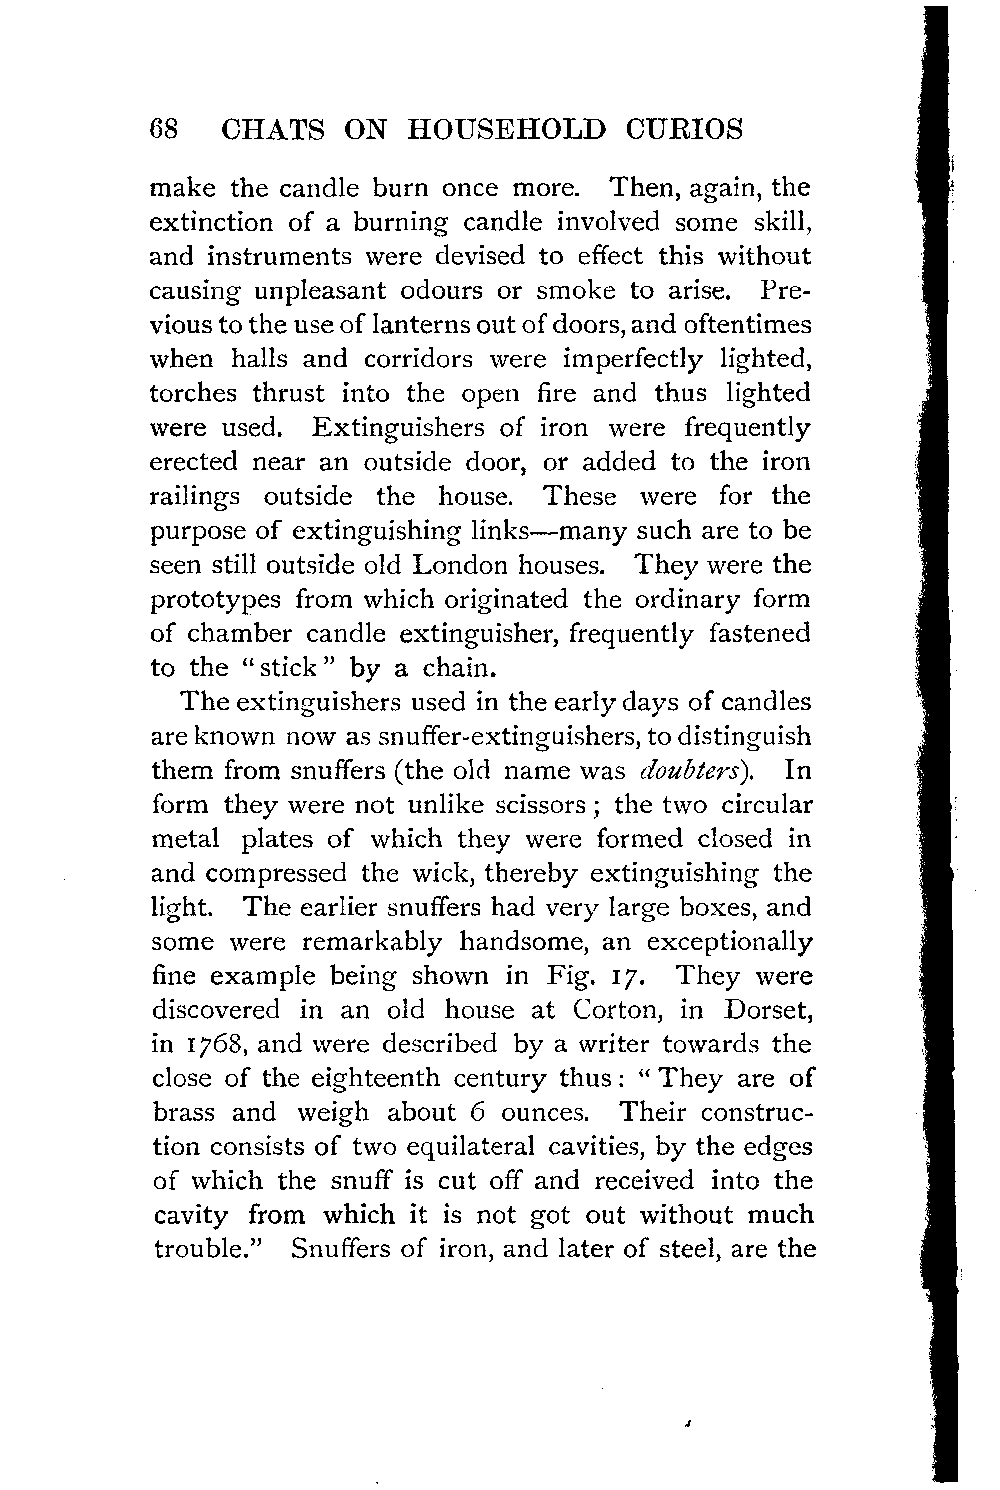 68 CHATS ON HOUSEHOLD CURIOS
make the candle burn once more. Then, again, the
extinction of a burning candle involved some skill,
and instruments were devised to effect this without
causing unpleasant odours or smoke to arise. Pre-
vious to the use of lanterns out of doors, and oftentimes
when halls and corridors were imperfectly lighted,
torches thrust into the open fire and thus lighted
were used. Extinguishers of iron were frequently
erected near an outside door, or added to the iron
railings outside the house. These were for the
purpose of extinguishing links—many such are to be
seen still outside old London houses. They were the
prototypes from which originated the ordinary form
of chamber candle extinguisher, frequently fastened
to the "stick" by a chain.
The extinguishers used in the early days of candles
are known now as snuffer-extinguishers, to distinguish
them from snuffers (the old name was doubters). In
form they were not unlike scissors; the two circular
metal plates of which they were formed closed in
and compressed the wick, thereby extinguishing the
light. The earlier snuffers had very large boxes, and
some were remarkably handsome, an exceptionally
fine example being shown in Fig. 17. They were
discovered in an old house at Corton, in Dorset,
in 1768, and were described by a writer towards the
close of the eighteenth century thus: "They are of
brass and weigh about 6 ounces. Their construc-
tion consists of two equilateral cavities, by the edges
of which the snuff is cut off and received into the
cavity from which it is not got out without much
trouble." Snuffers of iron, and later of steel, are the